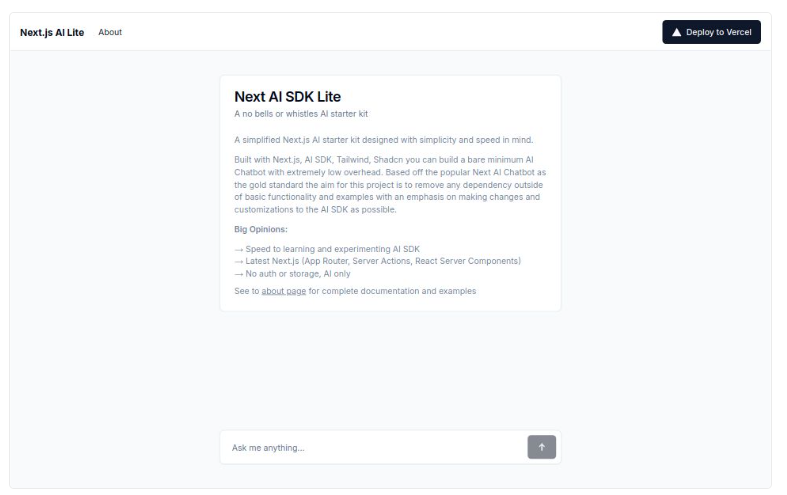 Next.js AI Lite
About
Deploy to Vercel
Next AI SDK Lite
A no bells or whistles AI starter kit
A simplified Next.js AI starter kit designed with simplicity and speed in mind.
Built with Next.js, AI SDK, Tailwind, Shadcn you can build a bare minimum AI
Chatbot with extremely low overhead. Based off the popular Next AI Chatbot as
the gold standard the aim for this project is to remove any dependency outside
of basic functionality and examples with an emphasis on making changes and
customizations to the AI SDK as possible.
Big Opinions:
→ Speed to learning and experimenting AI SDK
→ Latest Next.js (App Router, Server Actions, React Server Components)
→ No auth or storage, AI only
See to about page for complete documentation and examples
Ask me anything...